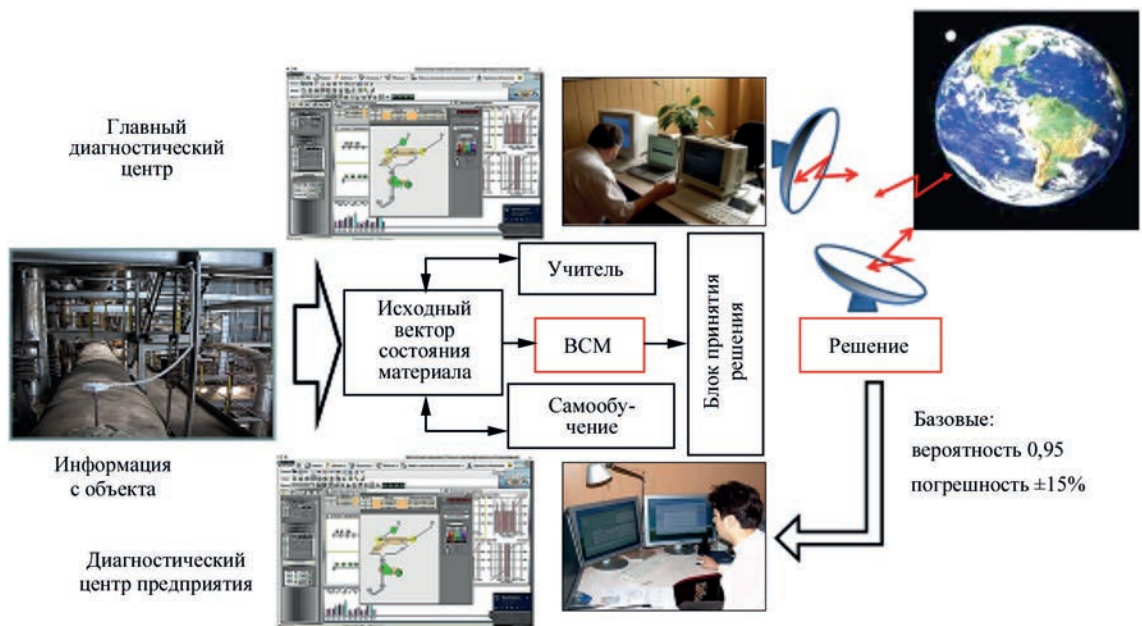 Главный
диагностический
центр
Учитель
Исходный
вектор
состояния
материала
ВСМ
Блок принятия
решения
Решение
Самообу-
чение
Базовые:
вероятность 0,95
погрешность ±15%
Информация
с объекта
Диагностический
центр предприятия